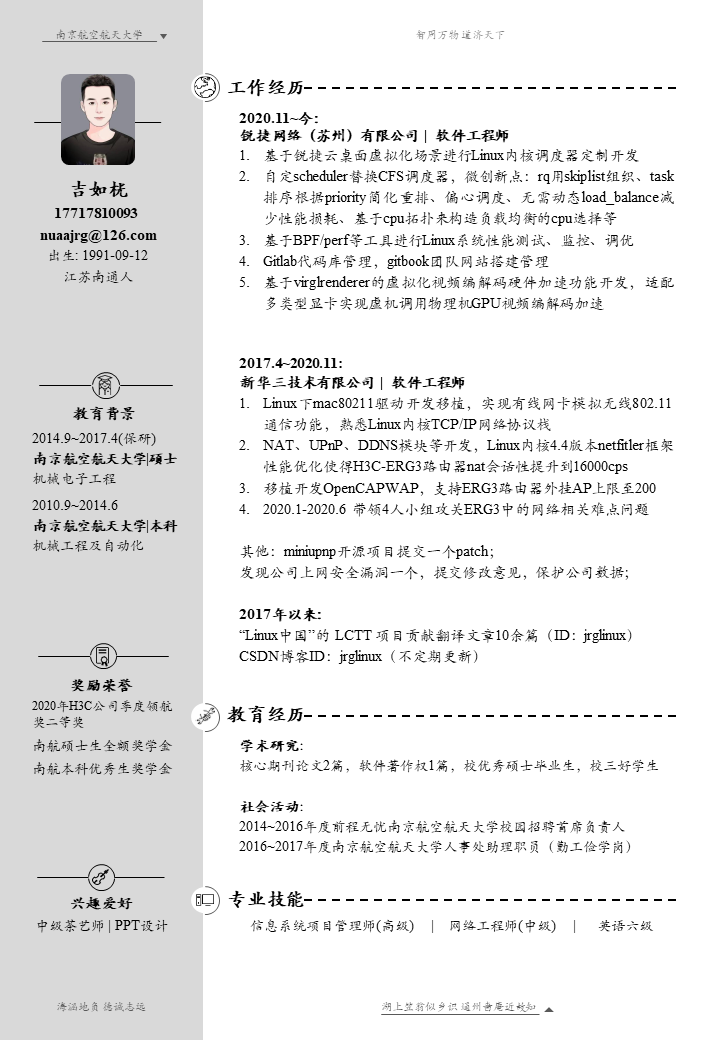 南京航空航天大学
智周万物 道济天下
吉如桄
17717810093
nuaajrg@126.com
出生: 1991-09-12
江苏南通人
教育背景
2014.9~2017.4(保研)
南京航空航天大学|硕士
机械电子工程
2010.9~2014.6
南京航空航天大学|本科
机械工程及自动化
奖励荣誉
2020年H3C公司季度领航
奖二等奖
南航硕士生全额奖学金
南航本科优秀生奖学金
兴趣爱好
中级茶艺师 | PPT设计
海涵地负 德诚志远
工作经历
2020.11~今:
锐捷网络（苏州）有限公司 | 软件工程师
1. 基于锐捷云桌面虚拟化场景进行Linux内核调度器定制开发
2. 自定scheduler替换CFS调度器，微创新点：rq用skiplist组织、task
排序根据priority简化重排、偏心调度、无需动态load_balance减
少性能损耗、基于cpu拓扑来构造负载均衡的cpu选择等
3. 基于BPF/perf等工具进行Linux系统性能测试、监控、调优
4. Gitlab代码库管理，gitbook团队网站搭建管理
5. 基于virglrenderer的虚拟化视频编解码硬件加速功能开发，适配
多类型显卡实现虚机调用物理机GPU视频编解码加速
2017.4~2020.11:
新华三技术有限公司 | 软件工程师
1. Linux下mac80211驱动开发移植，实现有线网卡模拟无线802.11
通信功能，熟悉Linux内核TCP/IP网络协议栈
2. NAT、UPnP、DDNS模块等开发，Linux内核4.4版本netfitler框架
性能优化使得H3C-ERG3路由器nat会话性提升到16000cps
3. 移植开发OpenCAPWAP，支持ERG3路由器外挂AP上限至200
4. 2020.1-2020.6 带领4人小组攻关ERG3中的网络相关难点问题
其他：miniupnp开源项目提交一个patch；
发现公司上网安全漏洞一个，提交修改意见，保护公司数据；
2017年以来:
“Linux中国”的 LCTT 项目贡献翻译文章10余篇（ID：jrglinux）
CSDN博客ID：jrglinux（不定期更新）
教育经历
学术研究:
核心期刊论文2篇，软件著作权1篇，校优秀硕士毕业生，校三好学生
社会活动:
2014~2016年度前程无忧南京航空航天大学校园招聘首席负责人
2016~2017年度南京航空航天大学人事处助理职员（勤工俭学岗）
专业技能
信息系统项目管理师(高级) | 网络工程师(中级) | 英语六级